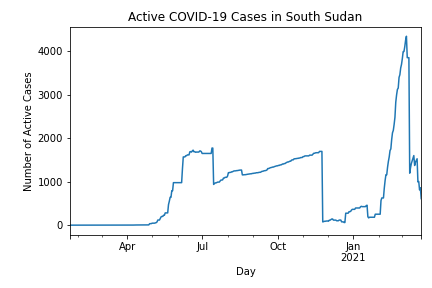 Active COVID-19 Cases in South Sudan
Number of Active Cases
4000
3000
2000
1000
0
Apr
Jul
Oct
Jan
2021
Day